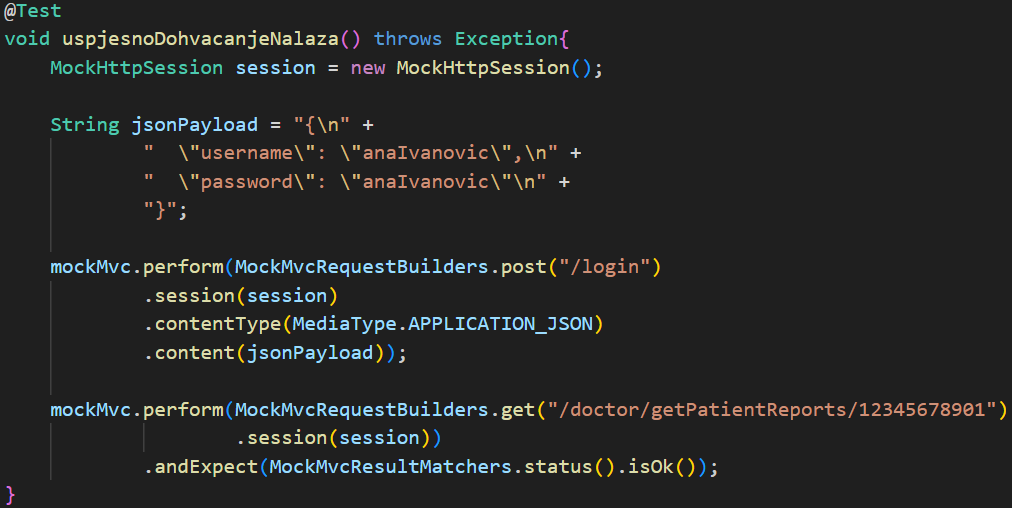 @Test
void uspjesnoDohvacanjeNalaza() throws Exception{
    MockHttpSession session = new MockHttpSession();
    String jsonPayload = "{\n" +
            "  \"username\": \"anaIvanovic\",\n" +
            "  \"password\": \"anaIvanovic\"\n" +
            "}";
    mockMvc.perform(MockMvcRequestBuilders.post("/login")
            .session(session)
            .contentType(MediaType.APPLICATION_JSON)
            .content(jsonPayload));
    mockMvc.perform(MockMvcRequestBuilders.get("/doctor/getPatientReports/12345678901")
                    .session(session))
            .andExpect(MockMvcResultMatchers.status().isOk());
}